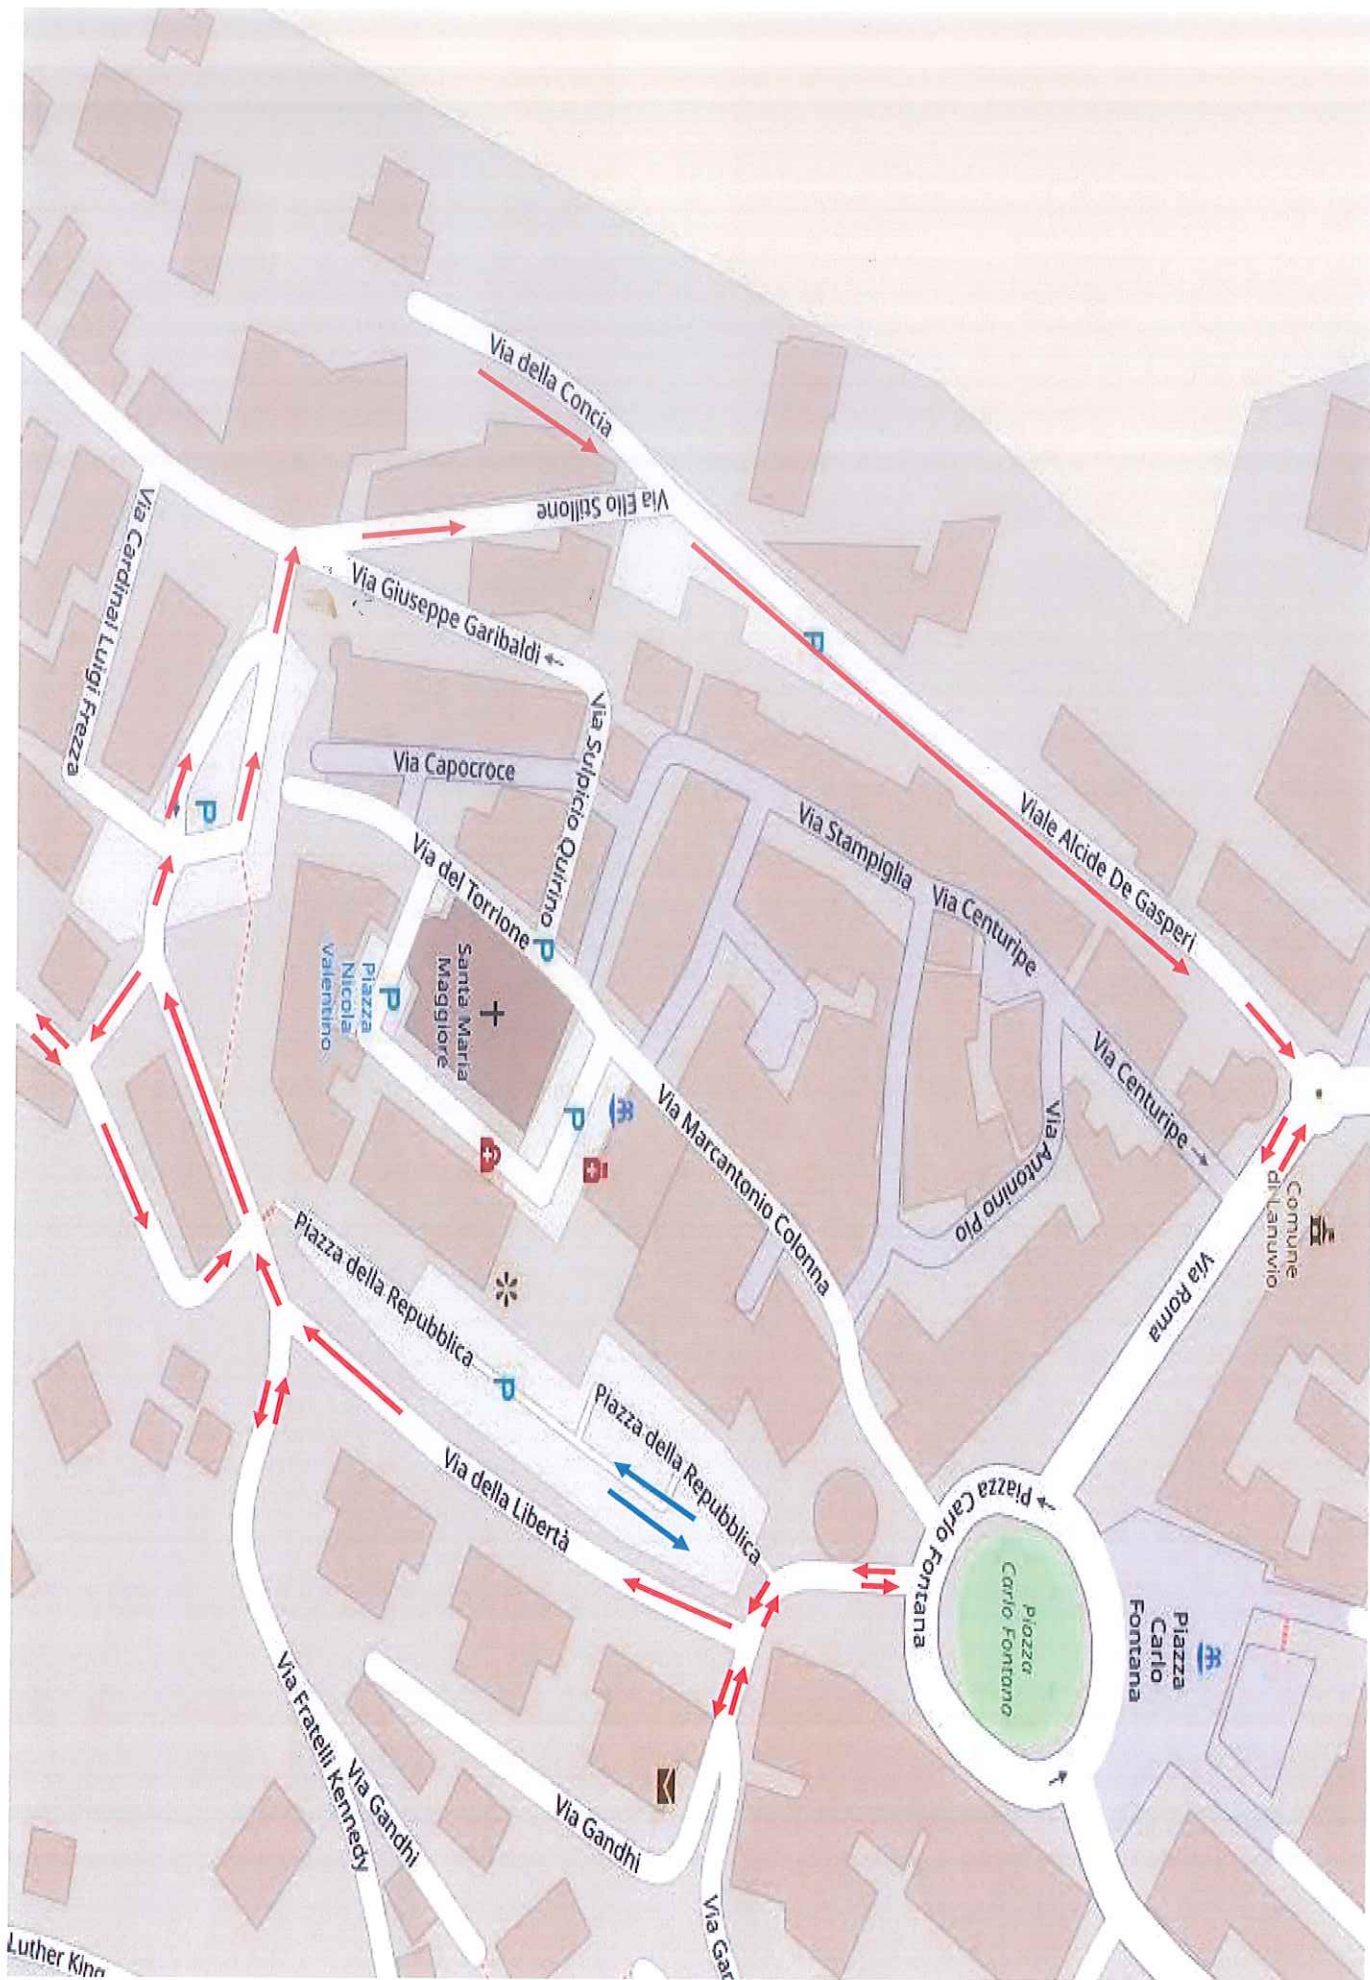 Via della Concia
Via Elio Stillone
Via Cardinal Luigi Frezza
Via Giuseppe Garibaldi
Via Sulpicio Quirino
Via Capocroce
P
P
Via del Torrione
P
Via Stampiglia
Via Centuripe
Viale Alcide De Gasperi
Via Centuripe
Via Antonino Pio
Santa Maria
Maggiore
P
Piazza
Nicola
Valentino
P
Via Marcantonio Colonna
Comune
di Lanuvio
Via Roma
Piazza della Repubblica
P
Piazza della Repubblica
Via della Libertà
Piazza Carlo Fontana
Piazza
Carlo Fontana
Piazza
Carlo
Fontana
Via Fratelli Kennedy
Via Gandhi
Via Gandhi
Via Gar
Luther King